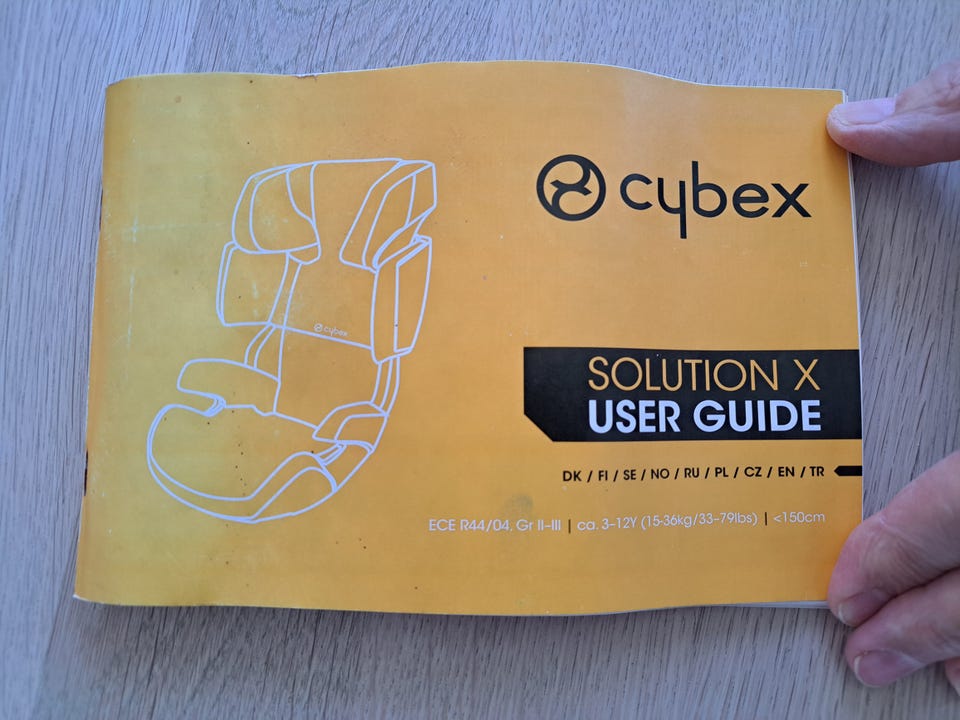 cybex
cybex
SOLUTION X
USER GUIDE
DK / FI / SE / NO / RU / PL / CZ / EN / TR
ECE R44/04, Gr II–III | ca. 3–12Y (15-36kg/33–79lbs) | <150cm